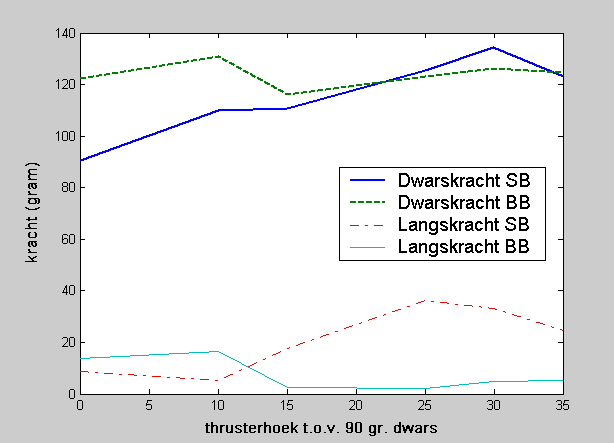 140
120
100
80
60
40
20
0
kracht (gram)
Dwarskracht SB
Dwarskracht BB
Langskracht SB
Langskracht BB
0 5 10 15 20 25 30 35
thrusterhoek t.o.v. 90 gr. dwars